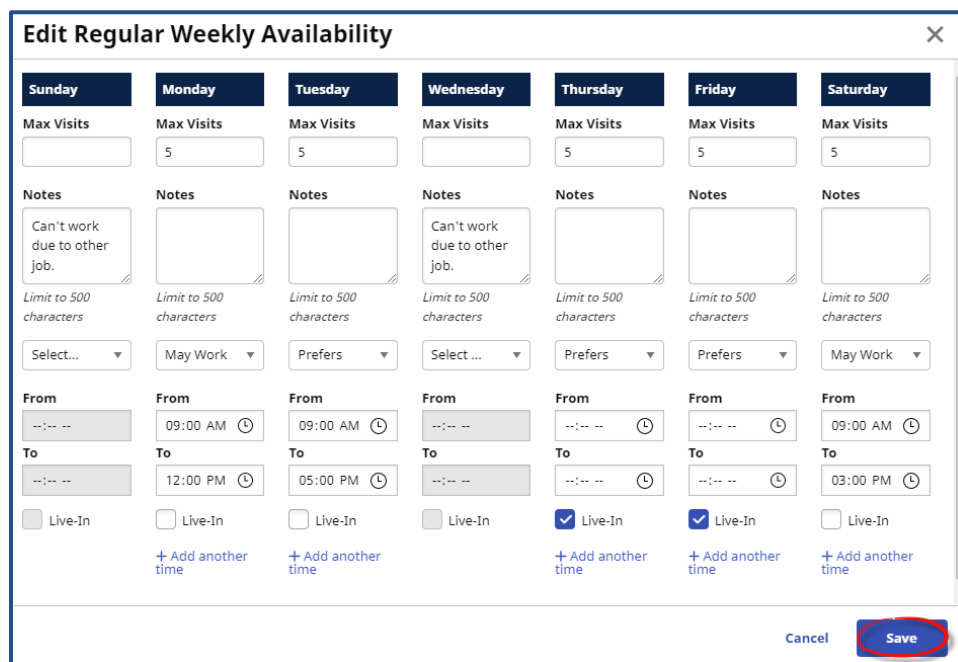 Edit Regular Weekly Availability
Sunday Monday Tuesday Wednesday Thursday Friday Saturday
Max Visits Max Visits Max Visits Max Visits Max Visits Max Visits Max Visits
5 5 5 5 5
Notes Notes Notes Notes Notes Notes Notes
Can't work Can't work
due to other due to other
job. job.
Limit to 500 Limit to 500 Limit to 500 Limit to 500 Limit to 500 Limit to 500 Limit to 500
characters characters characters characters characters characters characters
Select... May Work Prefers Select ... Prefers Prefers May Work
From From From From From From From
--:-- -- 09:00 AM 09:00 AM --:-- -- --:-- -- --:-- -- 09:00 AM
To To To To To To To
--:-- -- 12:00 PM 05:00 PM --:-- -- --:-- -- --:-- -- 03:00 PM
Live-In Live-In Live-In Live-In Live-In Live-In Live-In
+ Add another + Add another + Add another + Add another + Add another
time time time time time
Cancel Save